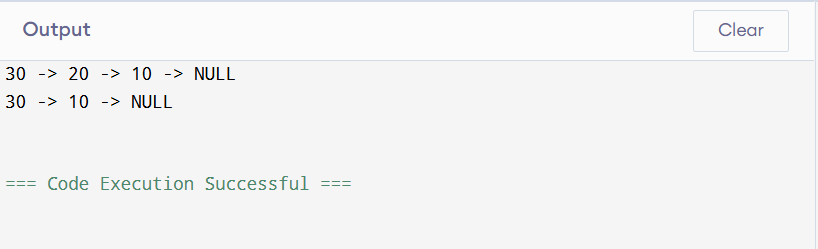 Output
Clear
30 -> 20 -> 10 -> NULL
30 -> 10 -> NULL
=== Code Execution Successful ===